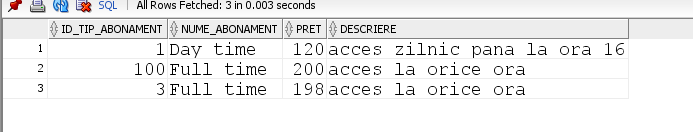 SQL | All Rows Fetched: 3 in 0.003 seconds
ID_TIP_ABONAMENT NUME_ABONAMENT PRET DESCRIERE
1 1 Day time 120 acces zilnic pana la ora 16
2 100 Full time 200 acces la orice ora
3 3 Full time 198 acces la orice ora